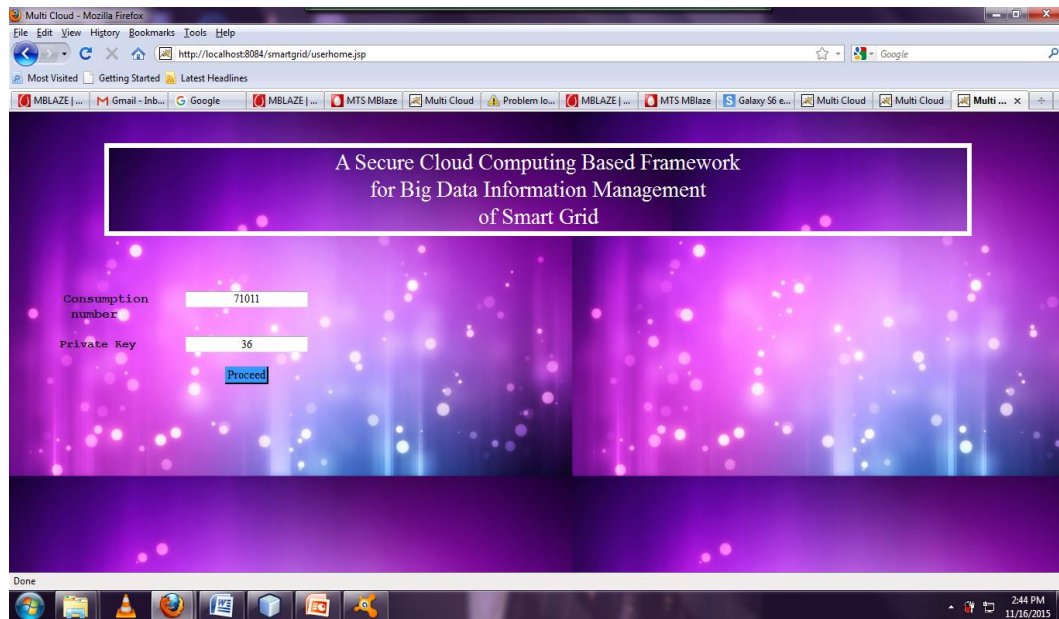 Multi Cloud - Mozilla Firefox
File Edit View History Bookmarks Tools Help
http://localhost:8084/smartgrid/userhome.jsp
Google
Most Visited Getting Started Latest Headlines
MBLAZE | ... Gmail - Inb... Google MBLAZE | ... MTS MBlaze Multi Cloud Problem lo... MBLAZE | ... MTS MBlaze Galaxy S6 e... Multi Cloud Multi Cloud Multi ...
A Secure Cloud Computing Based Framework
for Big Data Information Management
of Smart Grid
Consumption number 71011
Private Key 36
Proceed
Done
2:44 PM
11/16/2015